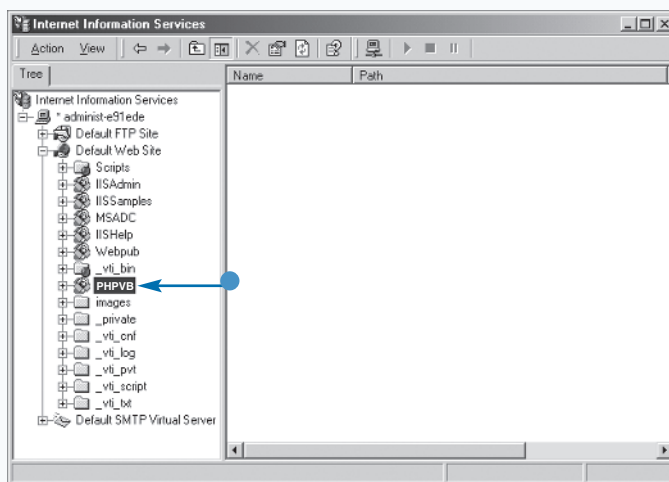 Internet Information Services
Action View
Tree
Name Path
Internet Information Services
* administ-e91ede
Default FTP Site
Default Web Site
Scripts
IISAdmin
IISSamples
MSADC
IISHelp
Webpub
_vti_bin
PHPVB
images
_private
_vti_cnf
_vti_log
_vti_pvt
_vti_script
_vti_txt
Default SMTP Virtual Server